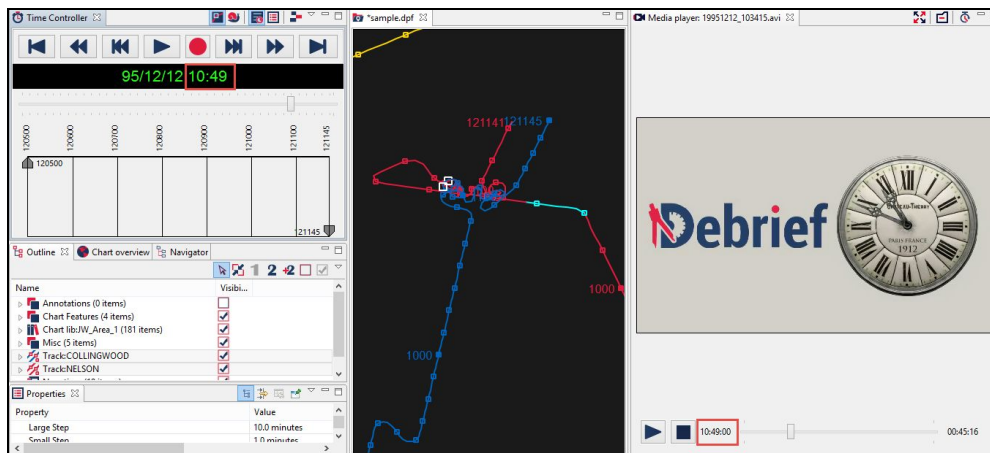 Time Controller
95/12/12 10:49
120500
120600
120700
120800
120900
121000
121100
121145
120500
121145
Outline
Chart overview
Navigator
1 2 +2
Name
Visibi...
Annotations (0 items)
Chart Features (4 items)
Chart lib:JW_Area_1 (181 items)
Misc (5 items)
Track:COLLINGWOOD
Track:NELSON
Properties
Property
Value
Large Step
10.0 minutes
Small Step
1.0 minutes
*sample.dpf
121141
121145
1000
1000
Media player: 19951212_103415.avi
Debrief
PARIS FRANCE
1912
10:49:00
00:45:16